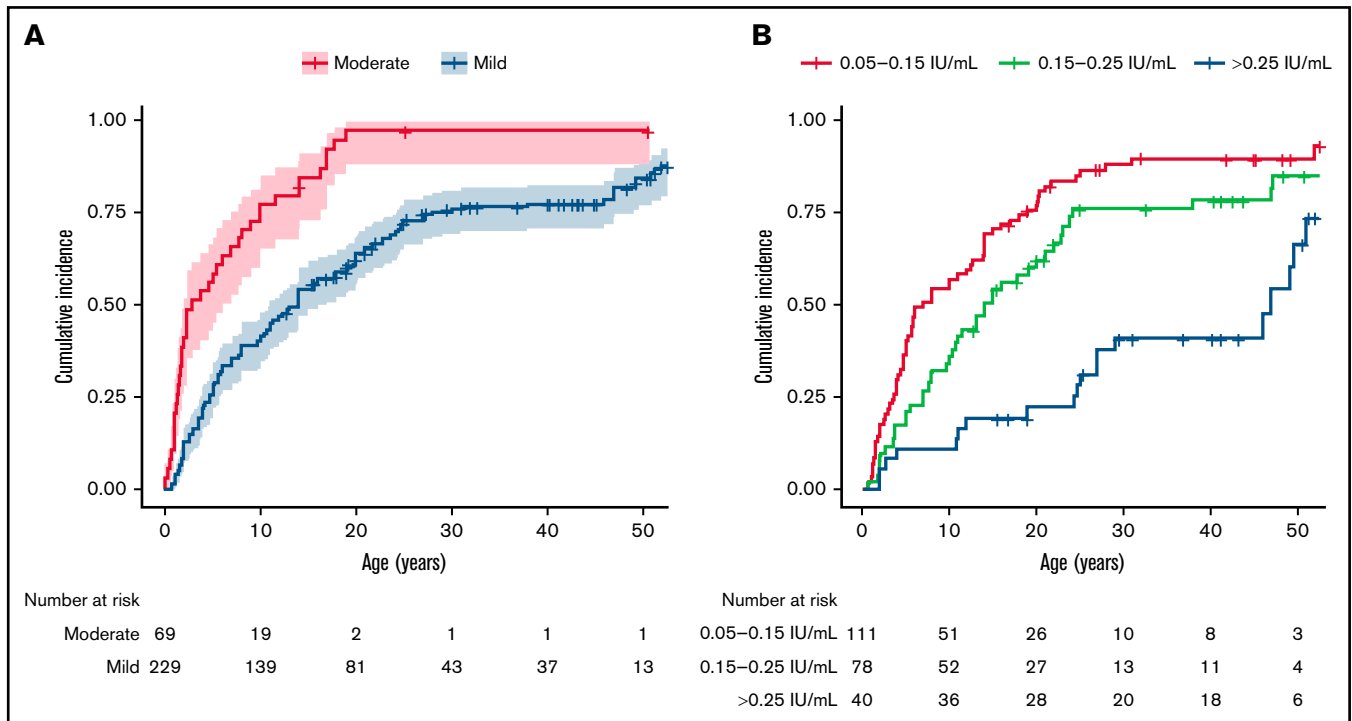 A
Moderate Mild
Cumulative incidence
1.00
0.75
0.50
0.25
0.00
0 10 20 30 40 50
Age (years)
Number at risk
Moderate 69 19 2 1 1 1
Mild 229 139 81 43 37 13
B
0.05–0.15 IU/mL 0.15–0.25 IU/mL >0.25 IU/mL
Cumulative incidence
1.00
0.75
0.50
0.25
0.00
0 10 20 30 40 50
Age (years)
Number at risk
0.05–0.15 IU/mL 111 51 26 10 8 3
0.15–0.25 IU/mL 78 52 27 13 11 4
>0.25 IU/mL 40 36 28 20 18 6